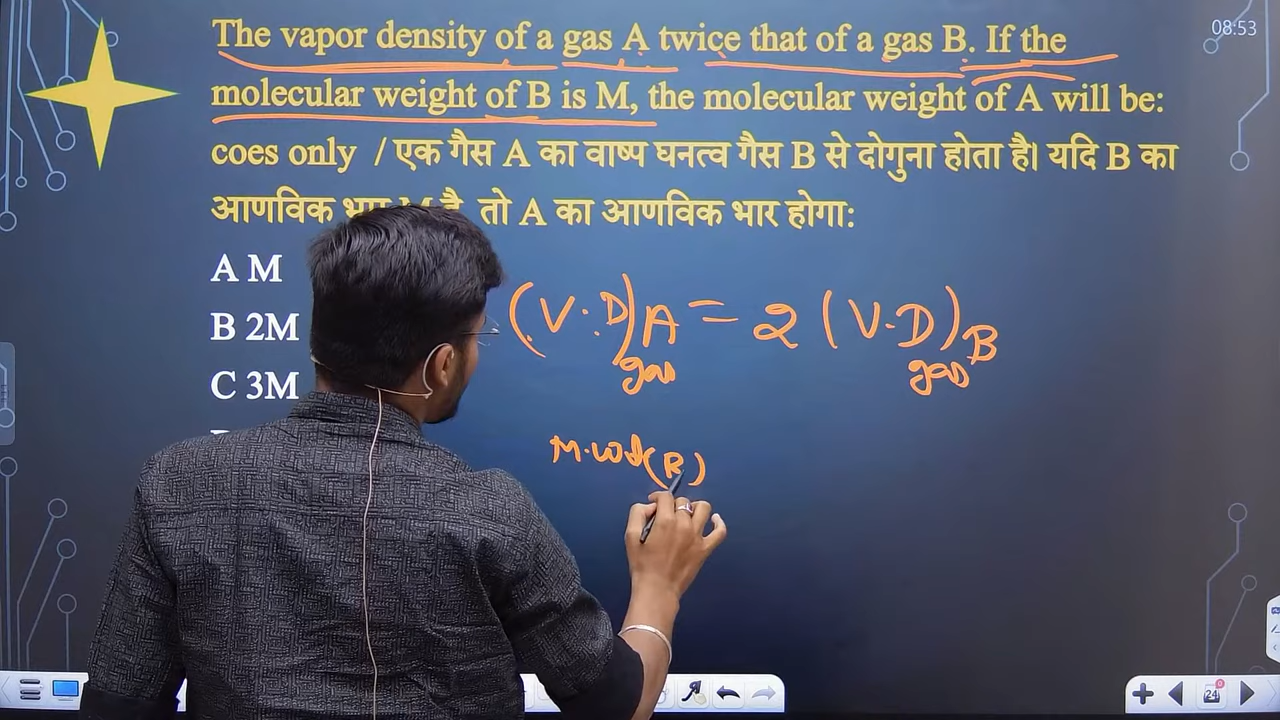 08:53
The vapor density of a gas A twice that of a gas B. If the
molecular weight of B is M, the molecular weight of A will be:
coes only / एक गैस A का वाष्प घनत्व गैस B से दोगुना होता है। यदि B का
आणविक भार M है, तो A का आणविक भार होगा:
A M
B 2M
C 3M
(V.D)A = 2 (V.D)B
gas gas
M.wt(B)
24